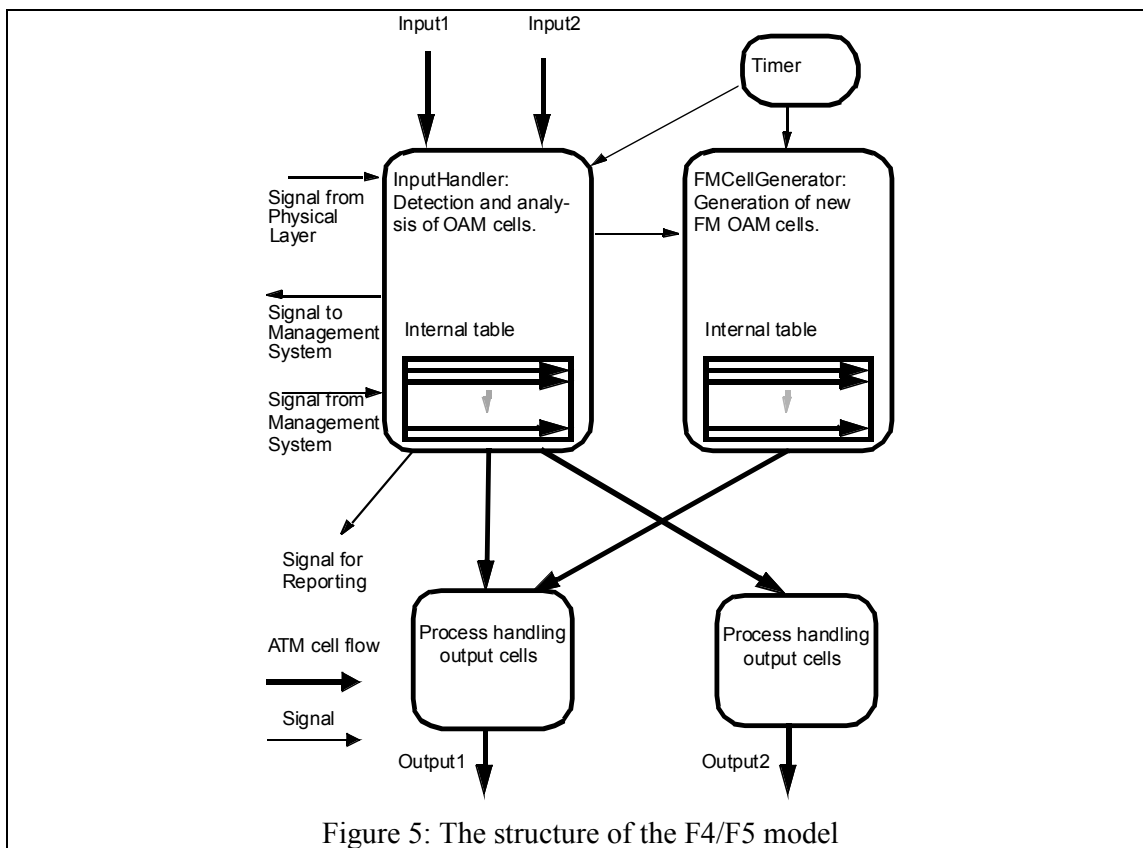 Input1
Input2
Timer
InputHandler:
Detection and analy-
sis of OAM cells.
FMCellGenerator:
Generation of new
FM OAM cells.
Signal from
Physical
Layer
Signal to
Management
System
Internal table
Internal table
Signal from
Management
System
Signal for
Reporting
Process handling
output cells
Process handling
output cells
ATM cell flow
Signal
Output1
Output2
Figure 5: The structure of the F4/F5 model